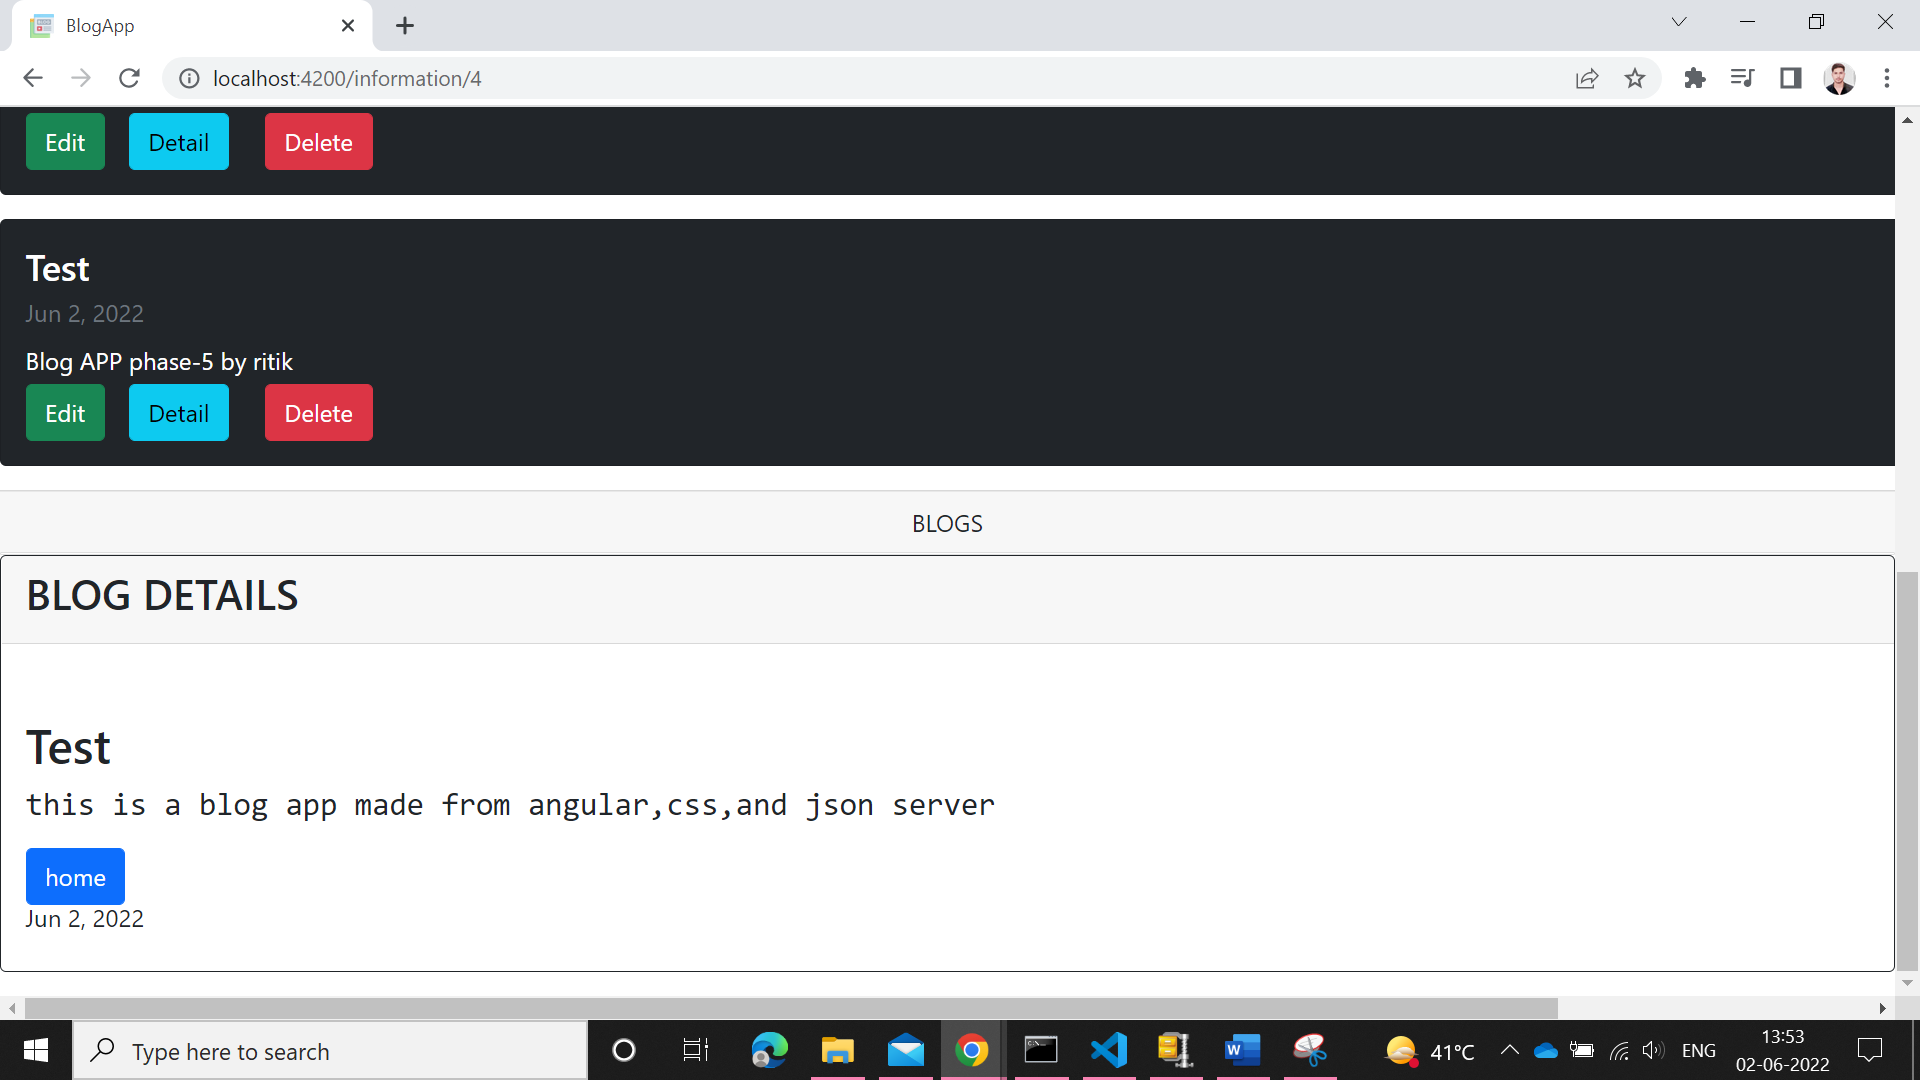 BlogApp
localhost:4200/information/4
Edit Detail Delete
Test
Jun 2, 2022
Blog APP phase-5 by ritik
Edit Detail Delete
BLOGS
BLOG DETAILS
Test
this is a blog app made from angular,css,and json server
home
Jun 2, 2022
Type here to search
41°C
ENG
13:53
02-06-2022